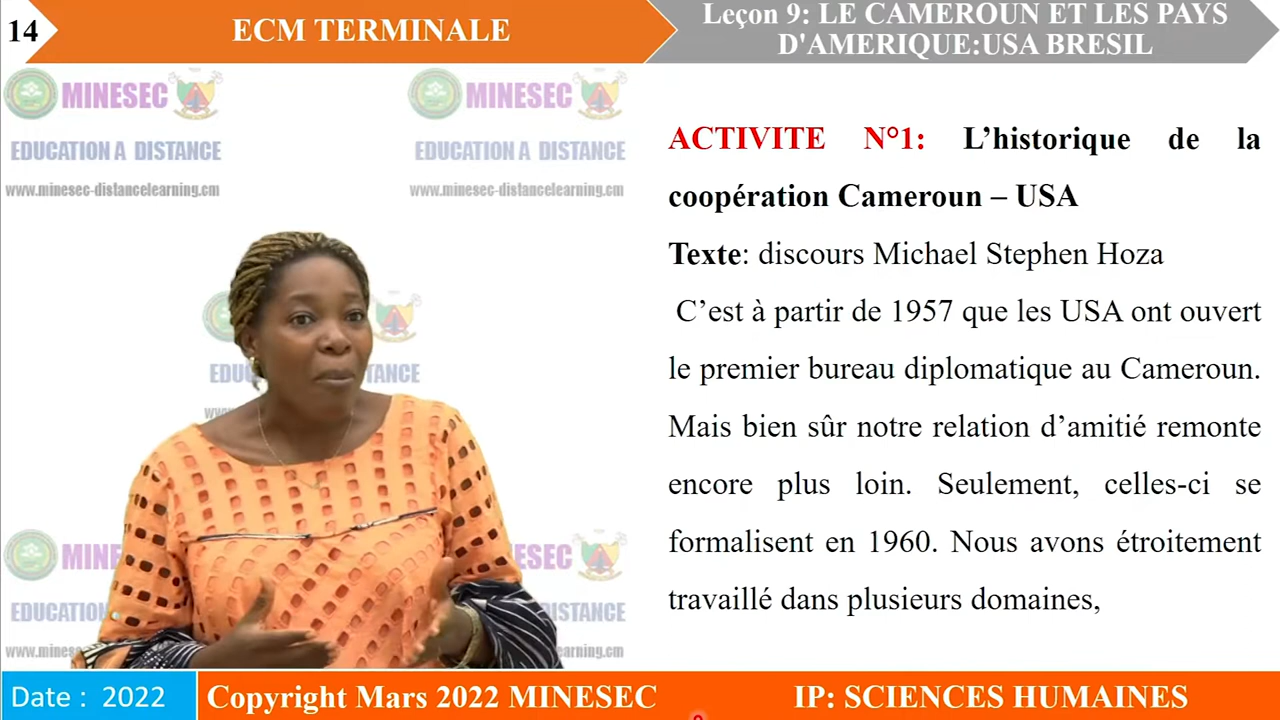 14
ECM TERMINALE
Leçon 9: LE CAMEROUN ET LES PAYS
D'AMERIQUE:USA BRESIL
MINESEC
MINESEC
EDUCATION A DISTANCE
EDUCATION A DISTANCE
www.minesec-distancelearning.cm
www.minesec-distancelearning.cm
ACTIVITE N°1: L’historique de la
coopération Cameroun – USA
Texte: discours Michael Stephen Hoza
C’est à partir de 1957 que les USA ont ouvert
le premier bureau diplomatique au Cameroun.
Mais bien sûr notre relation d’amitié remonte
encore plus loin. Seulement, celles-ci se
formalisent en 1960. Nous avons étroitement
travaillé dans plusieurs domaines,
Date : 2022
Copyright Mars 2022 MINESEC
IP: SCIENCES HUMAINES